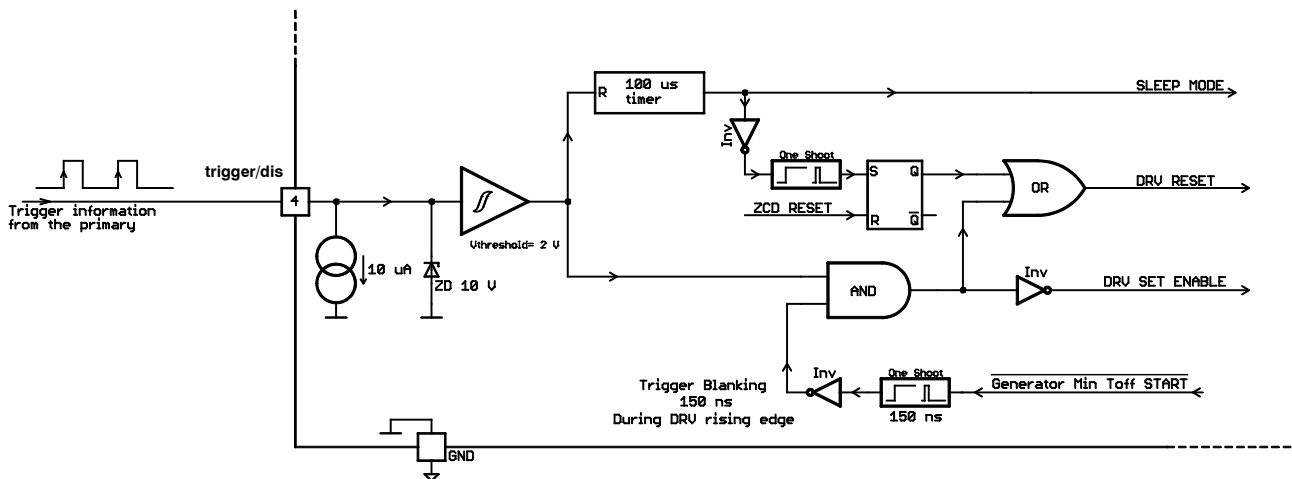 100 us
R
timer
SLEEP MODE
Inv
One Shoot
trigger/dis
S
Q
OR
DRV RESET
4
Trigger information
from the primary
ZCD RESET
R
Q
Vthreshold= 2 V
10 uA
ZD 10 V
AND
Inv
DRV SET ENABLE
Trigger Blanking
150 ns
During DRV rising edge
Inv
One Shoot
150 ns
Generator Min Toff START
GND